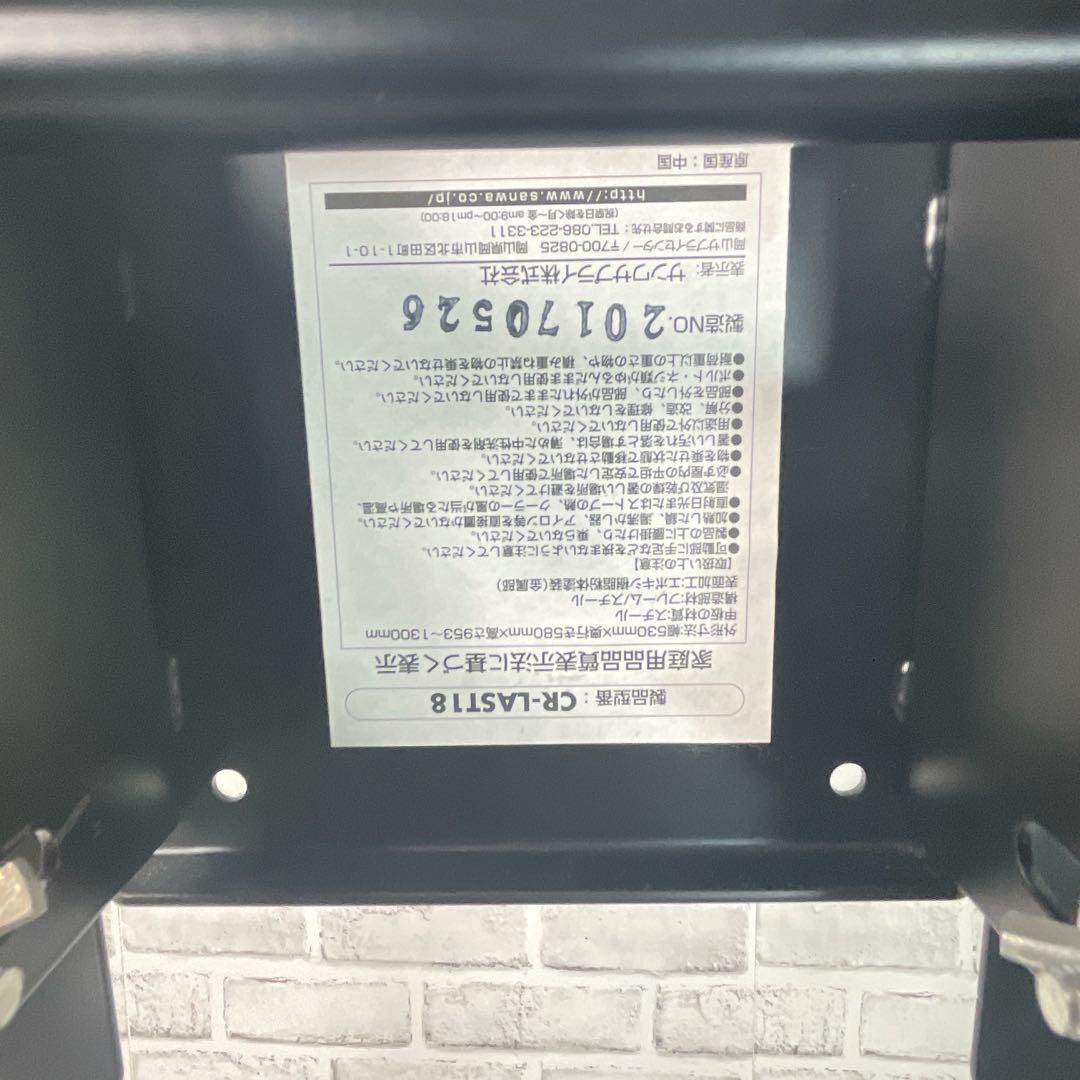 製品型番：CR-LAST18
家庭用品品質表示法に基づく表示
外形寸法:幅530mm×奥行き580mm×高さ953～1300mm
甲板の材質:スチール
構造部材:フレーム/スチール
表面加工:エポキシ樹脂粉体塗装(金属部)
【取扱い上の注意】
●可動部に手足などを挟まないように注意してください。
●製品の上に腰掛けたり、乗らないでください。
●加熱した鍋、湯沸かし器、アイロン等を直接置かないでください。
●直射日光またはストーブの熱、クーラーの風が当たる場所や高温、
温気及び乾燥の著しい場所を避けてください。
●必ず屋内の平坦で安定した場所で使用してください。
●物を乗せた状態で移動させないでください。
●著しい汚れを落とす場合は、薄めた中性洗剤を使用してください。
●用途以外で使用しないでください。
●分解、改造、修理をしないでください。
●部品を外したり、部品が外れたままで使用しないでください。
●ボルト・ネジ類がゆるんだまま使用しないでください。
●耐荷重以上の重さの物や、積み重ね禁止の物を乗せないでください。
製造NO.20170526
表示者：サンワサプライ株式会社
岡山サプライセンター/〒700-0825 岡山県岡山市北区田町1-10-1
商品に関するお問合せ先：TEL.086-223-3311
(祝祭日を除く月～金 am9:00～pm18:00)
http://www.sanwa.co.jp/
原産国：中国